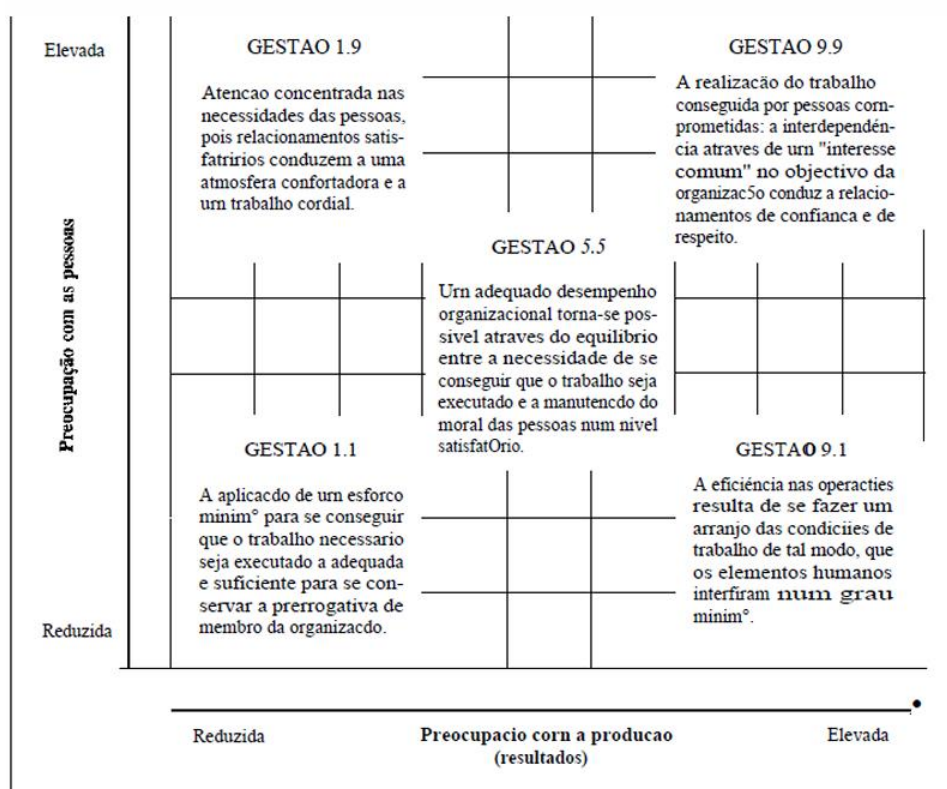 Elevada
GESTAO 1.9
Atencao concentrada nas
necessidades das pessoas,
pois relacionamentos satis-
fatririos conduzem a uma
atmosfera confortadora e a
urn trabalho cordial.
GESTAO 9.9
A realizacäo do trabalho
conseguida por pessoas corn-
prometidas: a interdependén-
cia atraves de urn "interesse
comum" no objectivo da
organizac5o conduz a relacio-
namentos de confianca e de
respeito.
Preocupação com as pessoas
GESTAO 5.5
Urn adequado desempenho
organizacional torna-se pos-
sivel atraves do equilibrio
entre a necessidade de se
conseguir que o trabalho seja
executado e a manutencdo do
moral das pessoas num nivel
satisfatOrio.
GESTAO 1.1
A aplicacdo de urn esforco
minim° para se conseguir
que o trabalho necessario
seja executado a adequada
e suficiente para se con-
servar a prerrogativa de
membro da organizacdo.
GESTAO 9.1
A eficiéncia nas operacties
resulta de se fazer um
arranjo das condiciies de
trabalho de tal modo, que
os elementos humanos
interfiram num grau
minim°.
Reduzida
Reduzida
Preocupacio corn a producao
(resultados)
Elevada